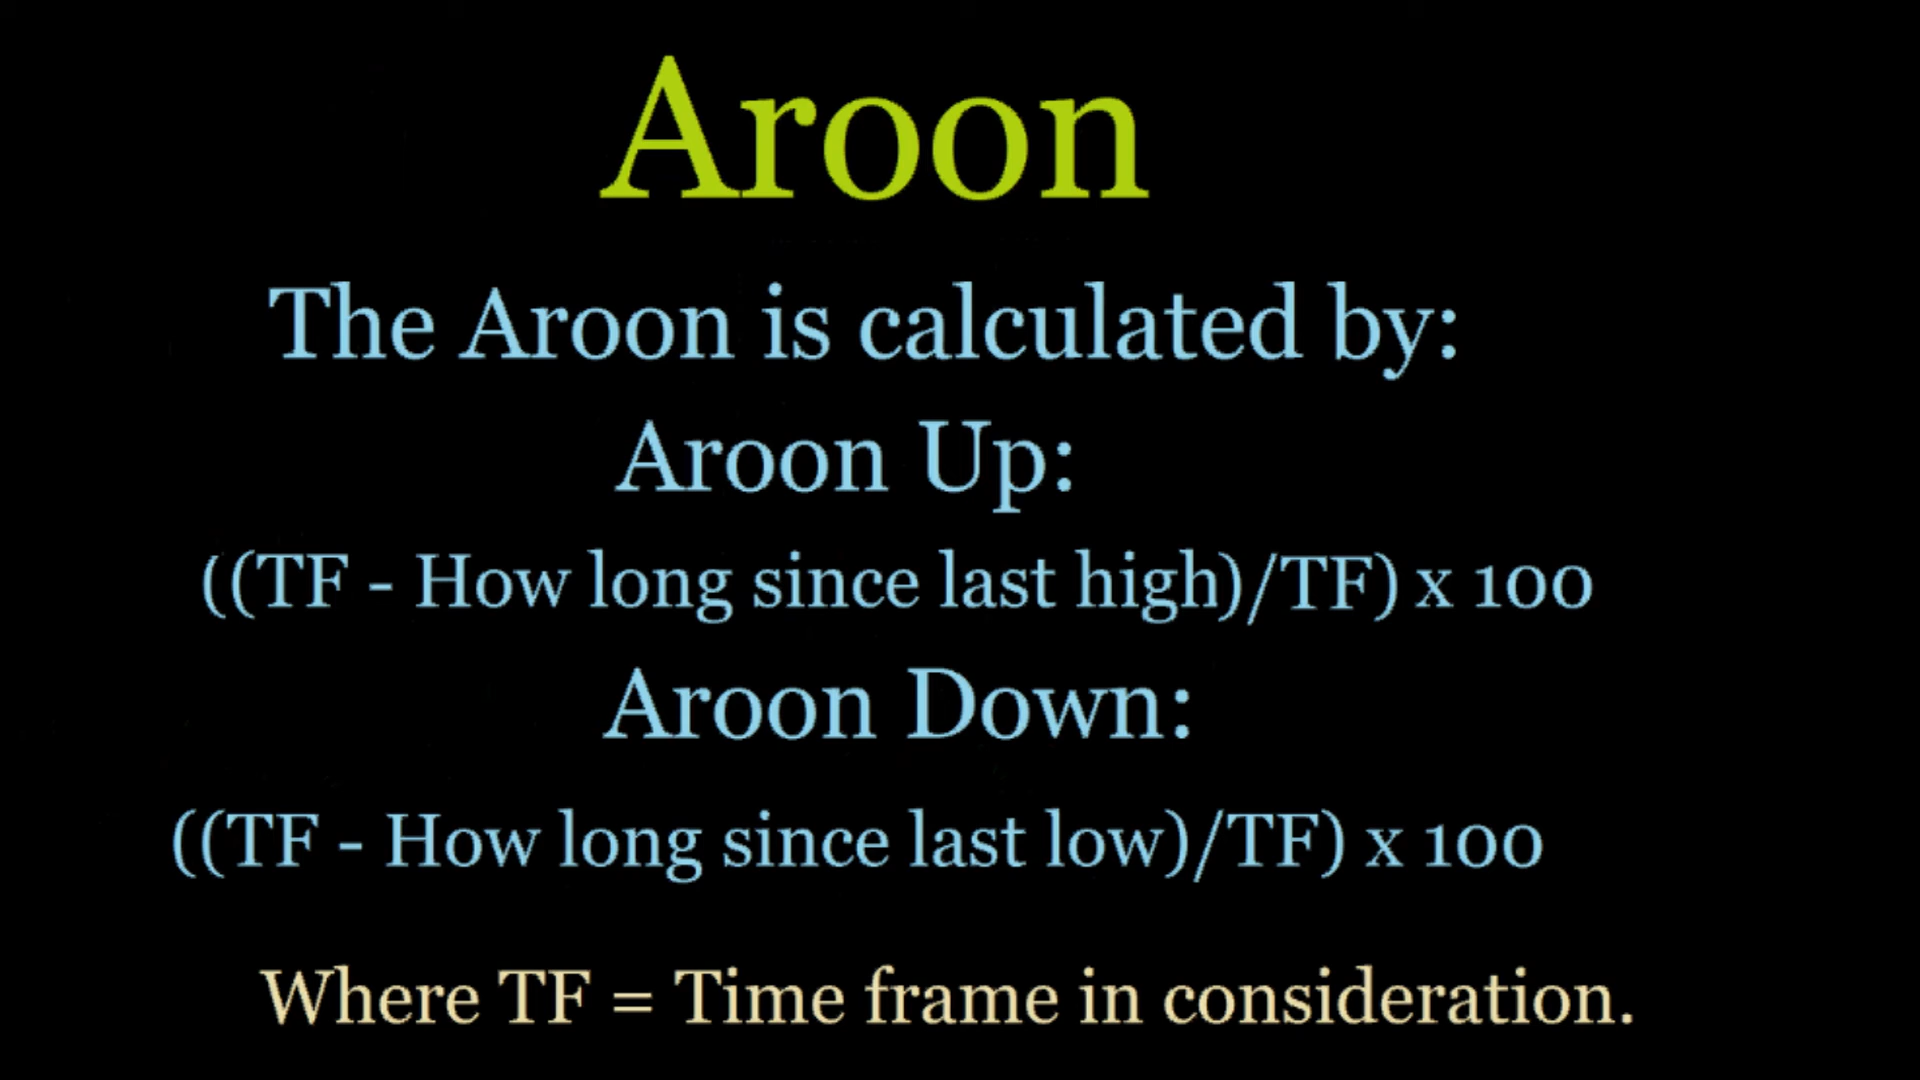 Aroon
The Aroon is calculated by:
Aroon Up:
((TF - How long since last high)/TF) x 100
Aroon Down:
((TF - How long since last low)/TF) x 100
Where TF = Time frame in consideration.